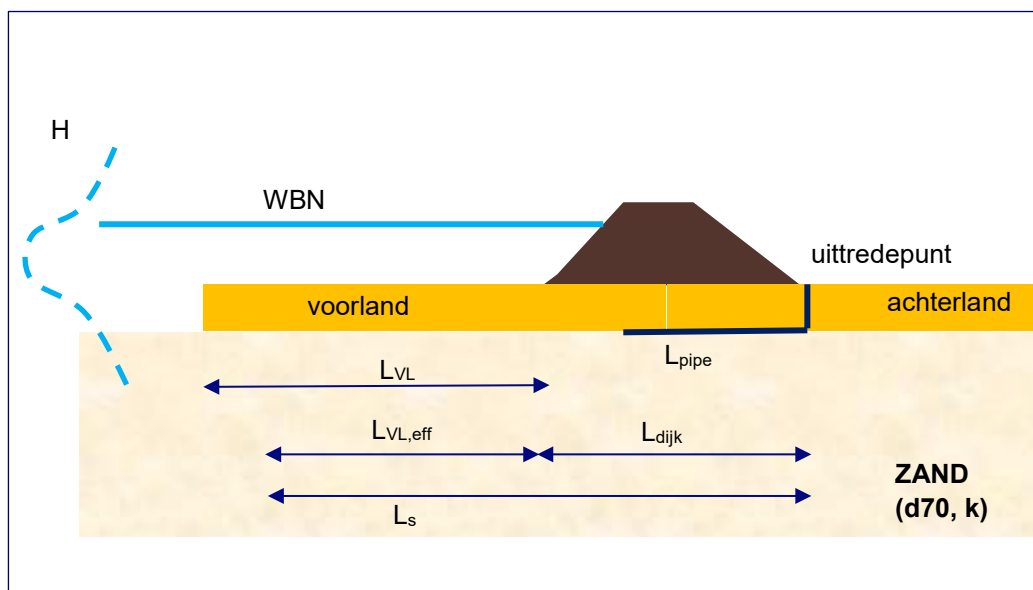 H
WBN
uittredepunt
voorland
achterland
Lpipe
LVL
LVL,eff
Ldijk
ZAND
(d70, k)
Ls